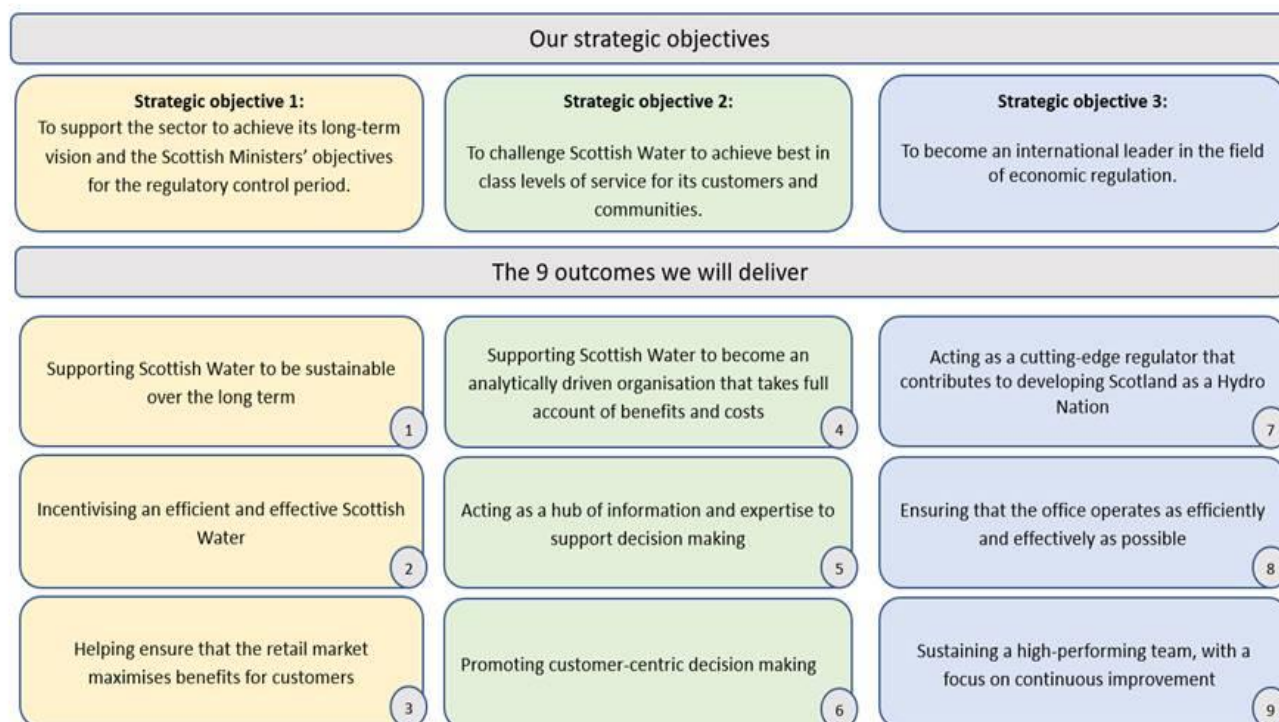 Our strategic objectives
Strategic objective 1:
To support the sector to achieve its long-term
vision and the Scottish Ministers' objectives
for the regulatory control period.
Strategic objective 2:
To challenge Scottish Water to achieve best in
class levels of service for its customers and
communities.
Strategic objective 3:
To become an international leader in the field
of economic regulation.
The 9 outcomes we will deliver
Supporting Scottish Water to be sustainable
over the long term
1
Supporting Scottish Water to become an
analytically driven organisation that takes full
account of benefits and costs
4
Acting as a cutting-edge regulator that
contributes to developing Scotland as a Hydro
Nation
7
Incentivising an efficient and effective Scottish
Water
2
Acting as a hub of information and expertise to
support decision making
5
Ensuring that the office operates as efficiently
and effectively as possible
8
Helping ensure that the retail market
maximises benefits for customers
3
Promoting customer-centric decision making
6
Sustaining a high-performing team, with a
focus on continuous improvement
9